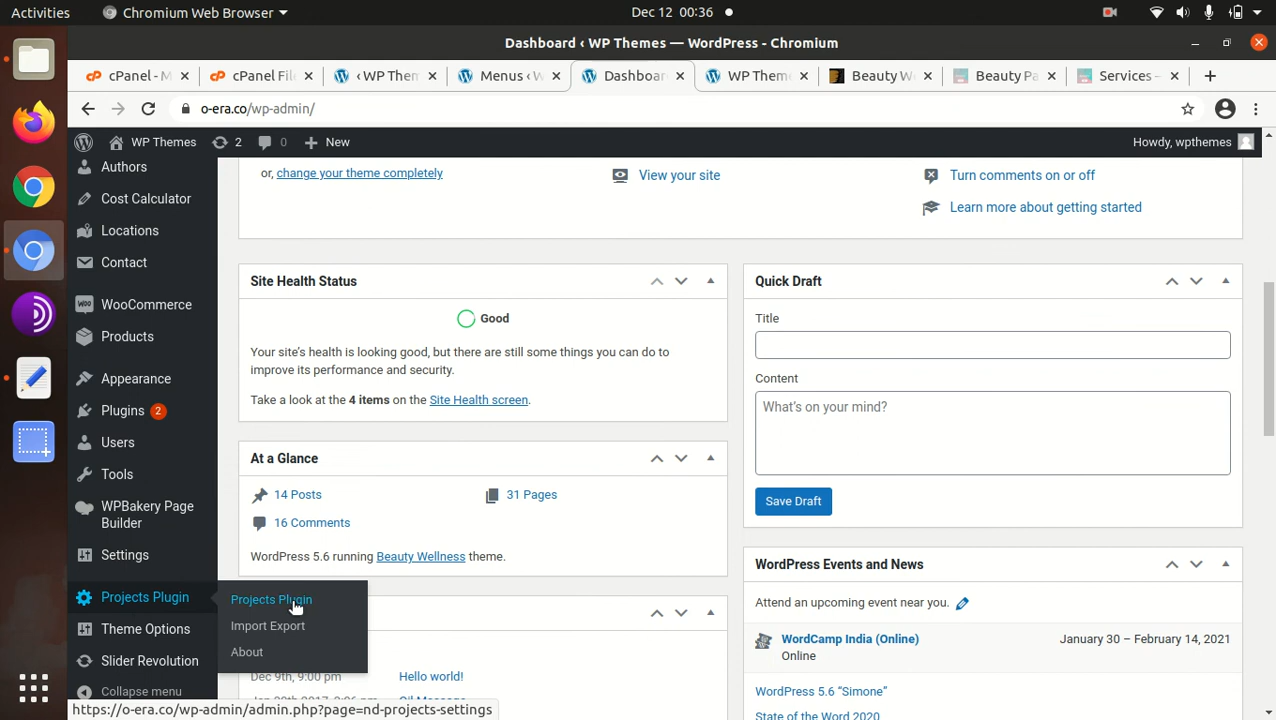 Activities
Chromium Web Browser
Dec 12 00:36
Dashboard ‹ WP Themes — WordPress - Chromium
cPanel - M
cPanel Fil
‹ WP Them
Menus ‹ W
Dashboar
WP Them
Beauty W
Beauty Pa
Services –
o-era.co/wp-admin/
WP Themes
2
0
New
Howdy, wpthemes
Authors
Cost Calculator
Locations
Contact
WooCommerce
Products
Appearance
Plugins 2
Users
Tools
WPBakery Page
Builder
Settings
Projects Plugin
Theme Options
Slider Revolution
Collapse menu
Projects Plugin
Import Export
About
or, change your theme completely
View your site
Turn comments on or off
Learn more about getting started
Site Health Status
Good
Your site's health is looking good, but there are still some things you can do to
improve its performance and security.
Take a look at the 4 items on the Site Health screen.
At a Glance
14 Posts
31 Pages
16 Comments
WordPress 5.6 running Beauty Wellness theme.
Dec 9th, 9:00 pm
Hello world!
Quick Draft
Title
Content
What's on your mind?
Save Draft
WordPress Events and News
Attend an upcoming event near you.
WordCamp India (Online)
January 30 – February 14, 2021
Online
WordPress 5.6 "Simone"
State of the Word 2020
https://o-era.co/wp-admin/admin.php?page=nd-projects-settings